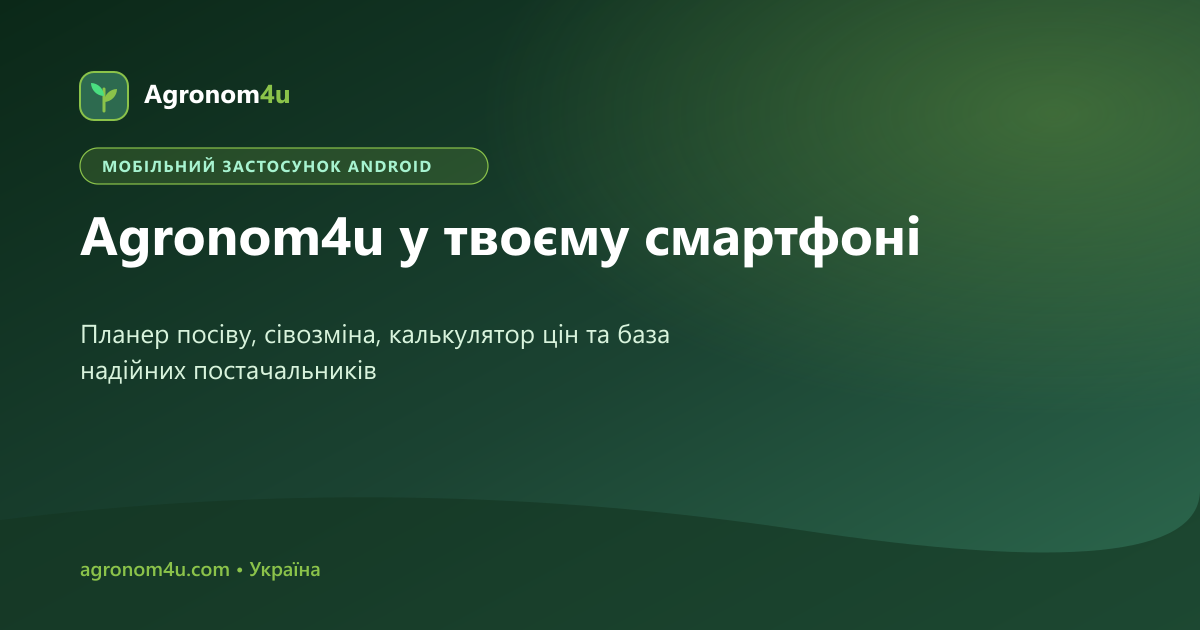 Agronom4u
МОБІЛЬНИЙ ЗАСТОСУНОК ANDROID
Agronom4u у твоєму смартфоні
Планер посіву, сівозміна, калькулятор цін та база
надійних постачальників
agronom4u.com • Україна